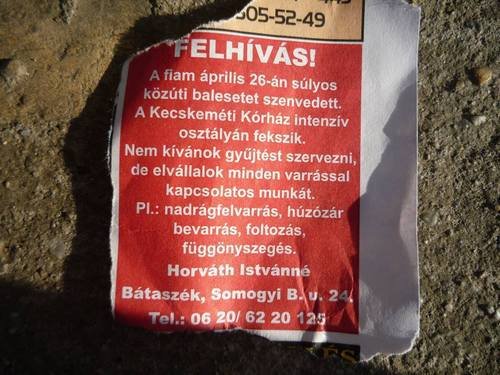 505-52-49
FELHÍVÁS!
A fiam április 26-án súlyos
közúti balesetet szenvedett.
A Kecskeméti Kórház intenzív
osztályán fekszik.
Nem kívánok gyűjtést szervezni,
de elvállalok minden varrással
kapcsolatos munkát.
Pl.: nadrágfelvarrás, húzózár
bevarrás, foltozás,
függönyszegés.
Horváth Istvánné
Bátaszék, Somogyi B. u. 24.
Tel.: 06 20/ 62 20 125